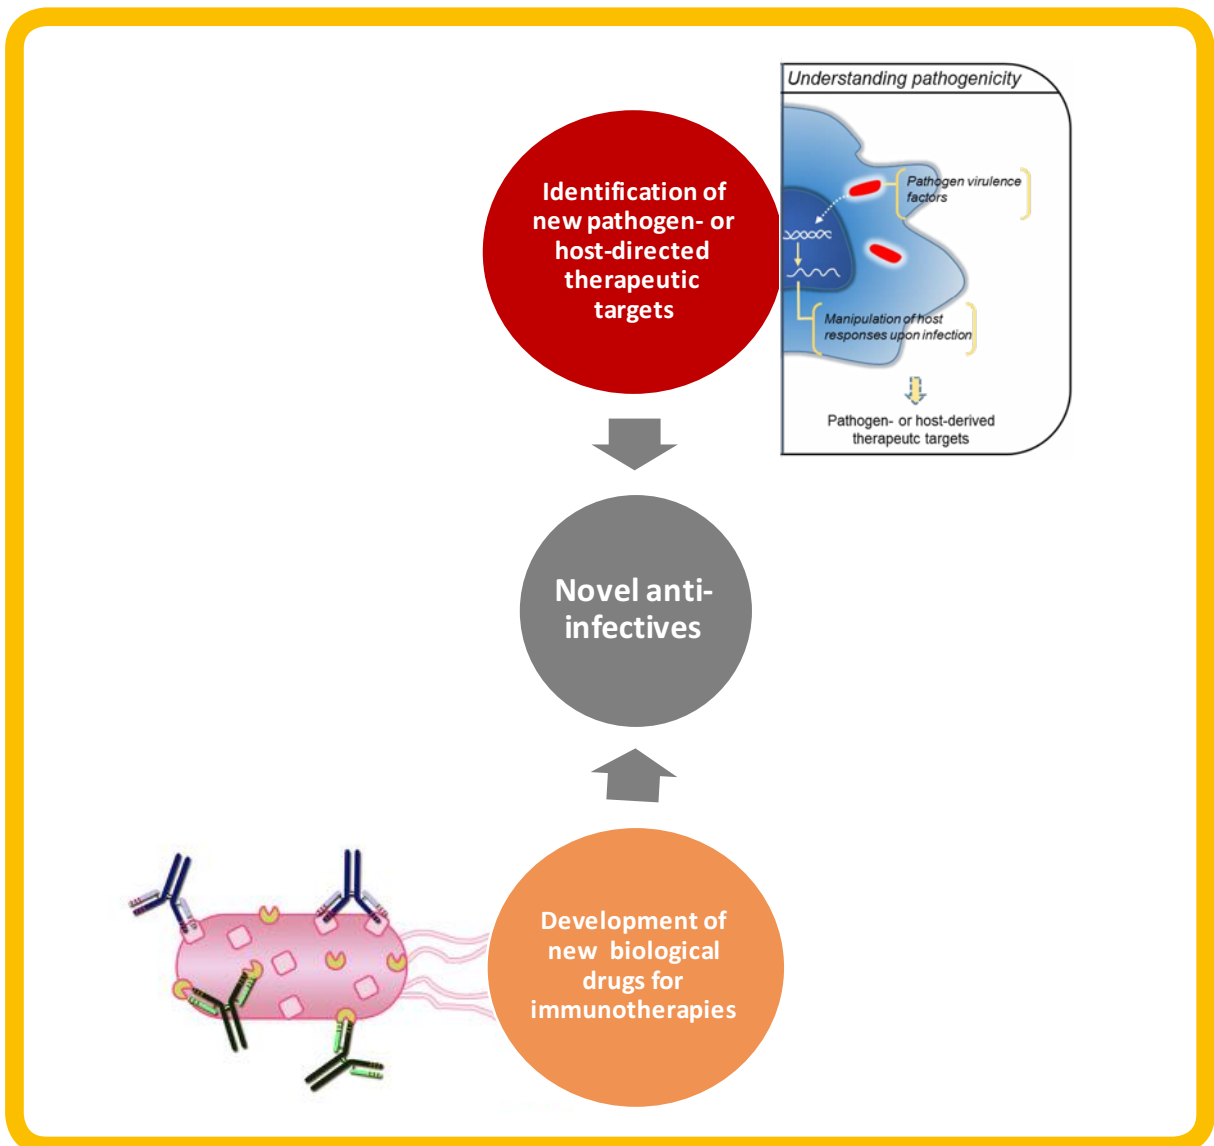 Understanding pathogenicity
Identification of
new pathogen- or
host-directed
therapeutic
targets
Pathogen virulence
factors
Manipulation of host
responses upon infection
Pathogen- or host-derived
therapeutc targets
Novel anti-
infectives
Development of
new biological
drugs for
immunotherapies